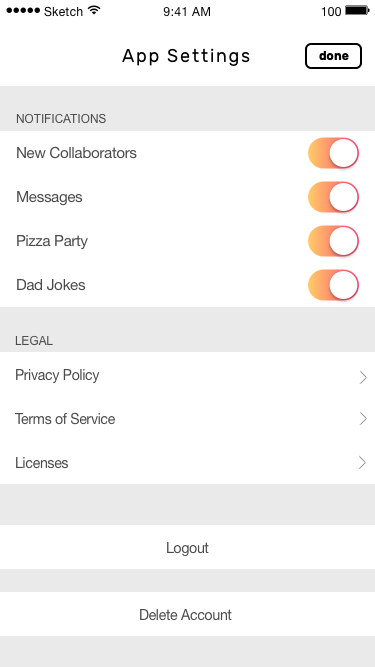 Sketch 9:41 AM 100
App Settings done
NOTIFICATIONS
New Collaborators
Messages
Pizza Party
Dad Jokes
LEGAL
Privacy Policy
Terms of Service
Licenses
Logout
Delete Account